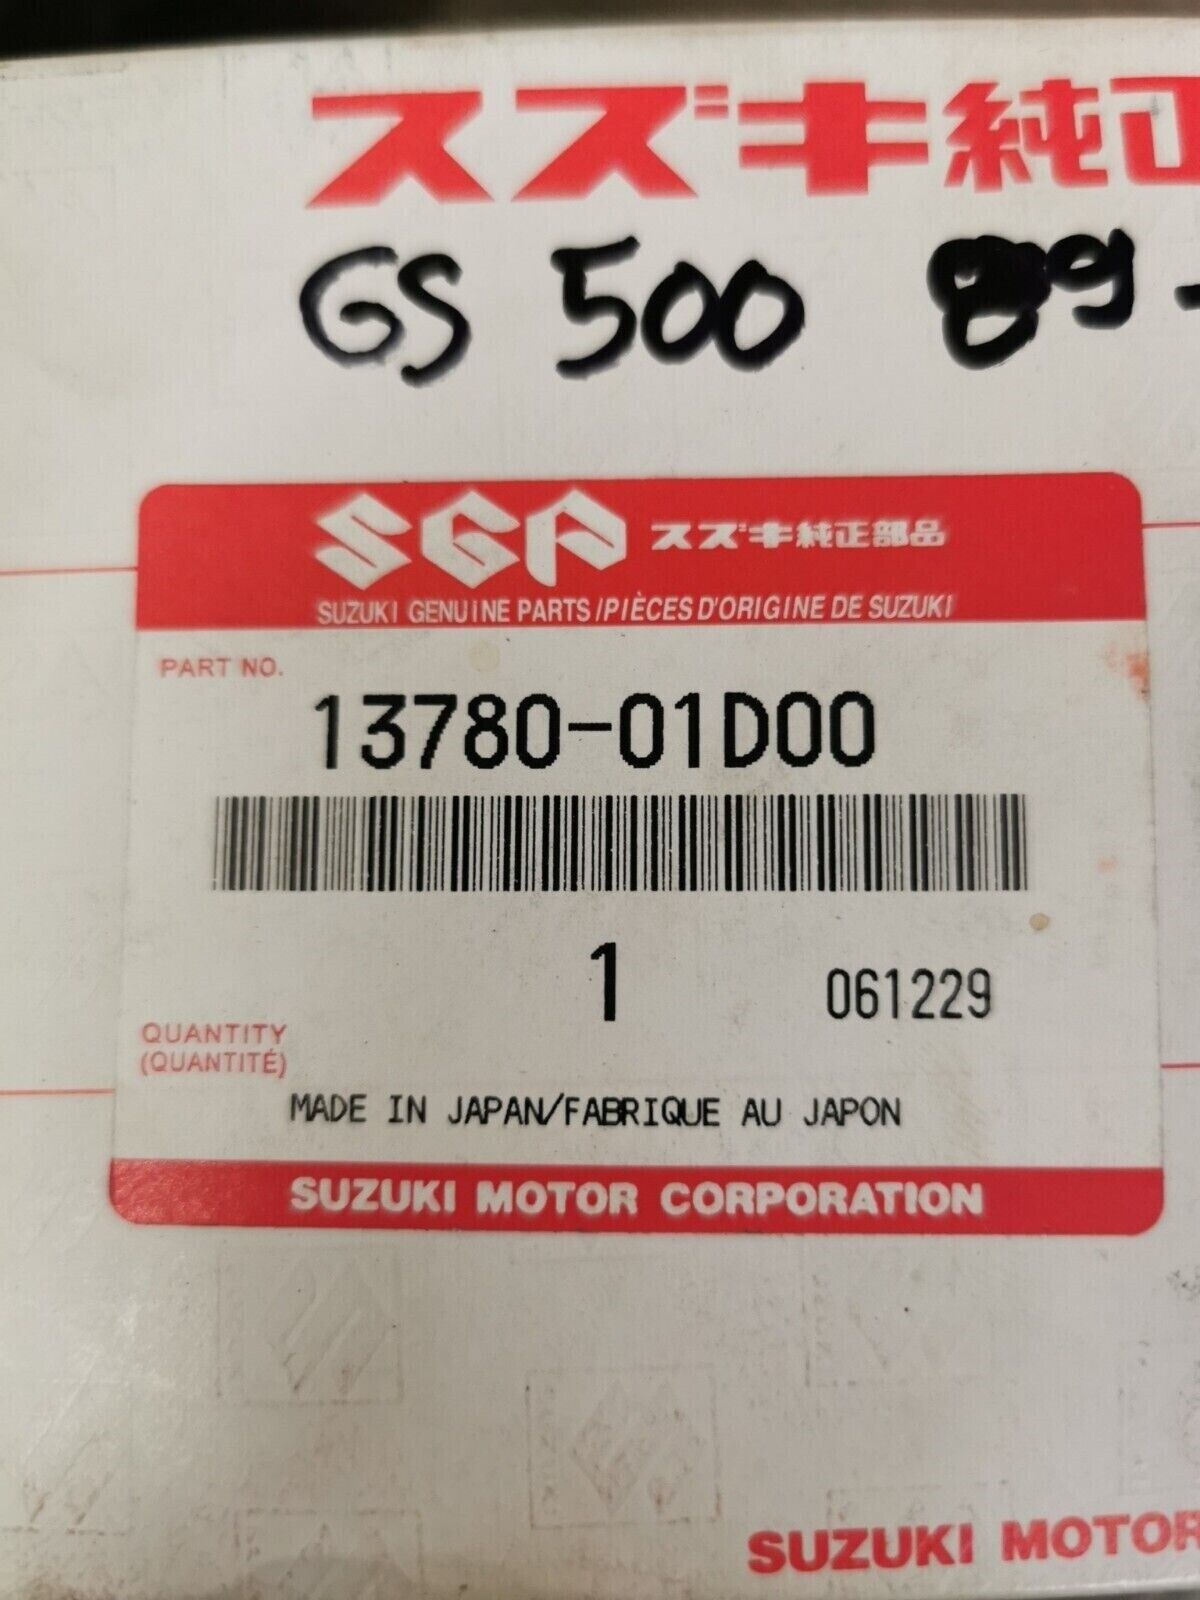 スズキ純正
GS 500 89-
SGP スズキ純正部品
SUZUKI GENUINE PARTS/PIÈCES D'ORIGINE DE SUZUKI
PART NO.
13780-01D00
1
061229
QUANTITY
(QUANTITÉ)
MADE IN JAPAN/FABRIQUE AU JAPON
SUZUKI MOTOR CORPORATION
SUZUKI MOTOR